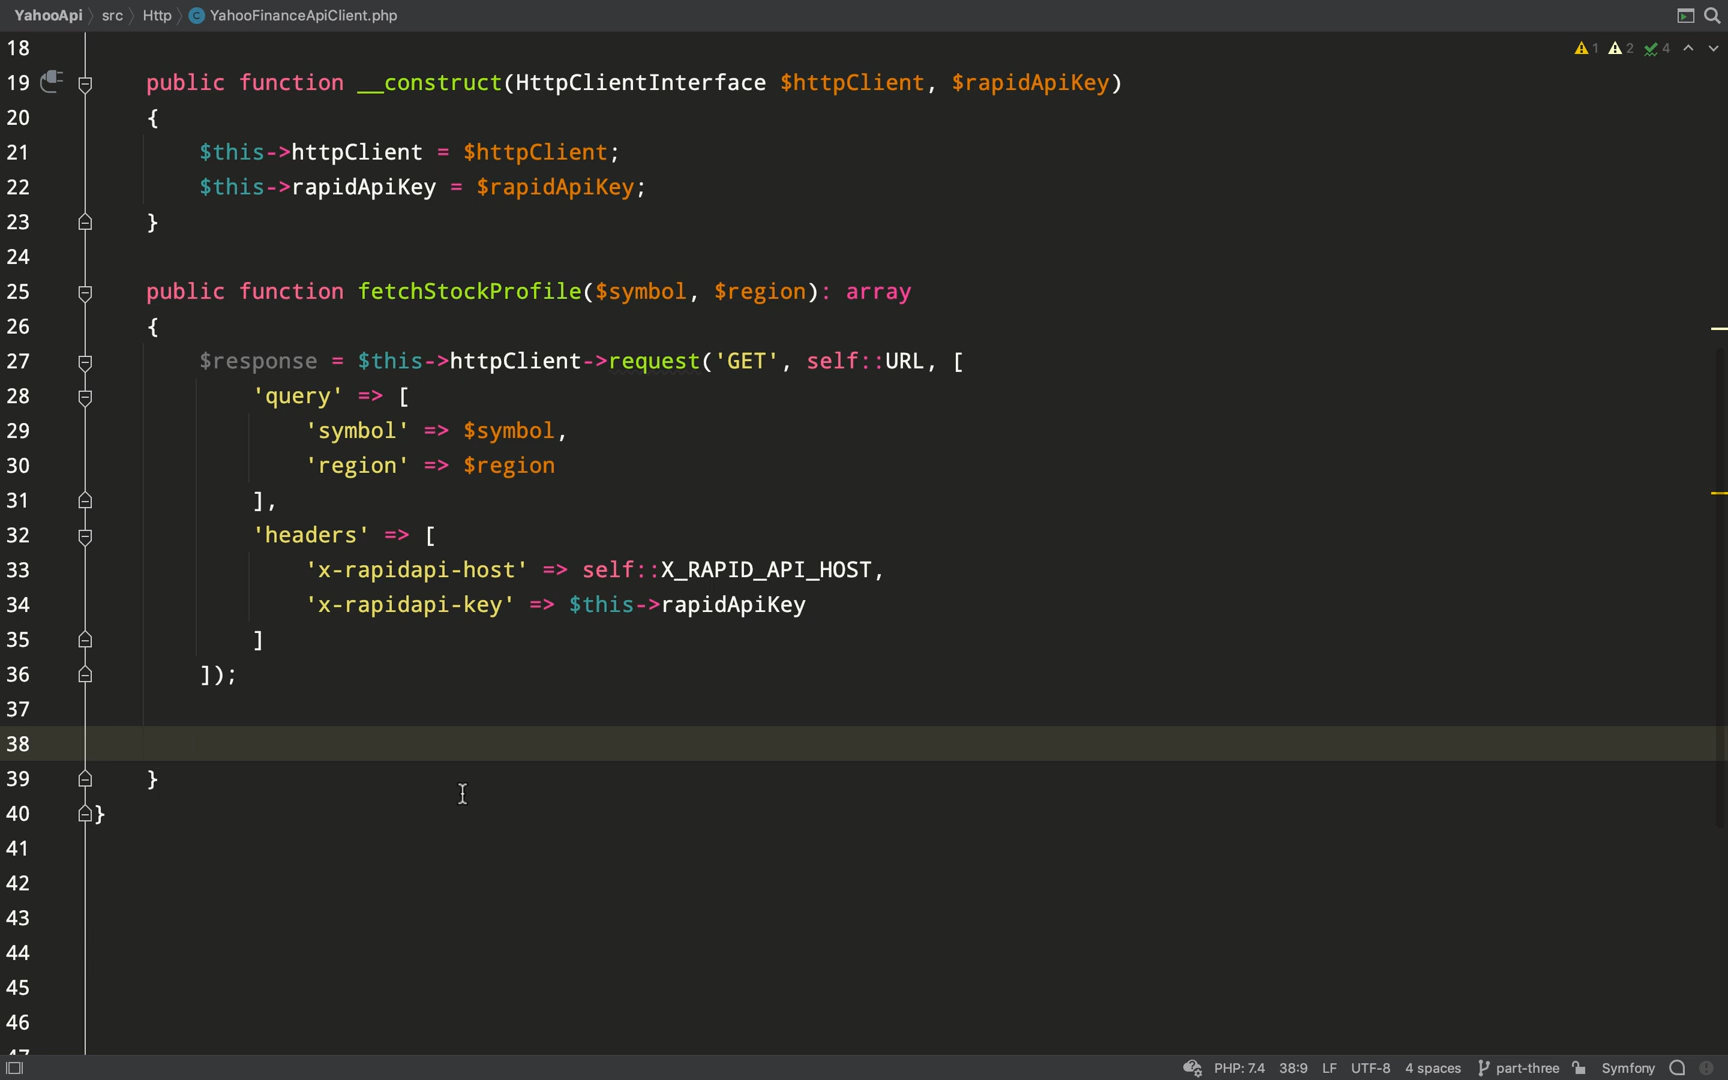 YahooApi 〉 src 〉 Http 〉 C YahooFinanceApiClient.php
18
1 2 4
19 public function __construct(HttpClientInterface $httpClient, $rapidApiKey)
20 {
21 $this->httpClient = $httpClient;
22 $this->rapidApiKey = $rapidApiKey;
23 }
24
25 public function fetchStockProfile($symbol, $region): array
26 {
27 $response = $this->httpClient->request('GET', self::URL, [
28 'query' => [
29 'symbol' => $symbol,
30 'region' => $region
31 ],
32 'headers' => [
33 'x-rapidapi-host' => self::X_RAPID_API_HOST,
34 'x-rapidapi-key' => $this->rapidApiKey
35 ]
36 ]);
37
38
39 }
40 }
41
42
43
44
45
46
47
PHP: 7.4 38:9 LF UTF-8 4 spaces part-three Symfony